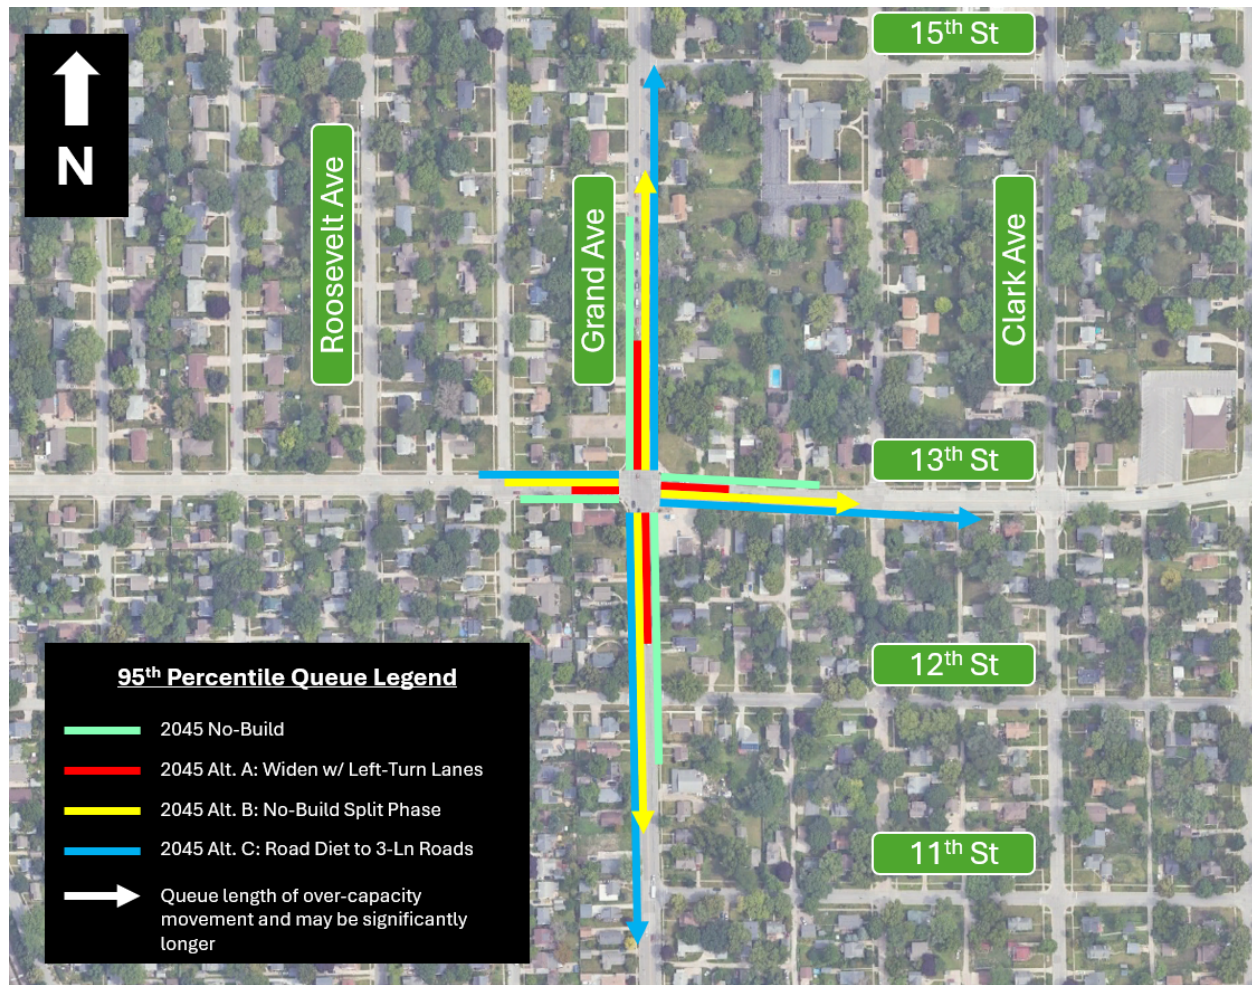 15th St
N
Roosevelt Ave
Grand Ave
Clark Ave
13th St
12th St
11th St
95th Percentile Queue Legend
2045 No-Build
2045 Alt. A: Widen w/ Left-Turn Lanes
2045 Alt. B: No-Build Split Phase
2045 Alt. C: Road Diet to 3-Ln Roads
Queue length of over-capacity
movement and may be significantly
longer